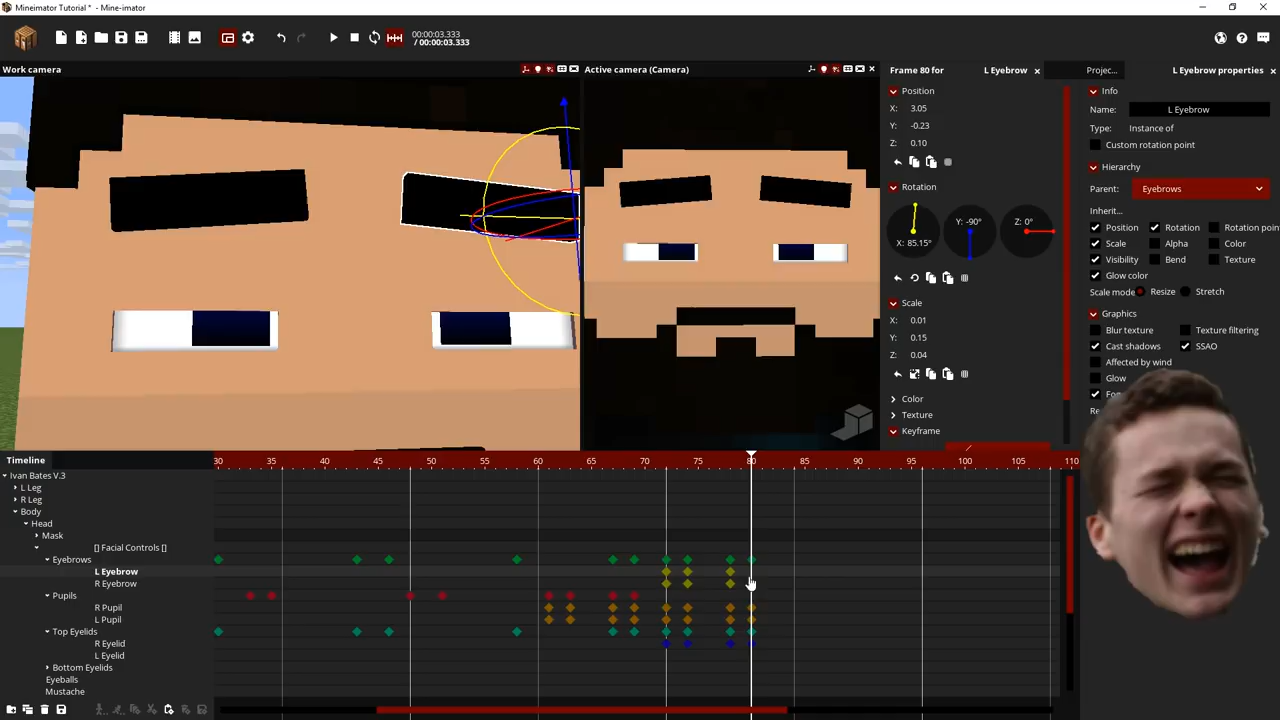 Mineimator Tutorial * - Mine-imator
00:00:03.333
/ 00:00:03.333
Work camera
Active camera (Camera)
Frame 80 for L Eyebrow
Position
X: 3.05
Y: -0.23
Z: 0.10
Rotation
X: 85.15°
Y: -90°
Z: 0°
Scale
X: 0.01
Y: 0.15
Z: 0.04
Color
Texture
Keyframe
Projec...
L Eyebrow properties
Info
Name: L Eyebrow
Type: Instance of
Custom rotation point
Hierarchy
Parent: Eyebrows
Inherit...
Position Rotation Rotation poin
Scale Alpha Color
Visibility Bend Texture
Glow color
Scale mode Resize Stretch
Graphics
Blur texture Texture filtering
Cast shadows SSAO
Affected by wind
Glow
Fo
Re
Timeline
30 35 40 45 50 55 60 65 70 75 80 85 90 95 100 105 110
Ivan Bates V.3
L Leg
R Leg
Body
Head
Mask
[] Facial Controls []
Eyebrows
L Eyebrow
R Eyebrow
Pupils
R Pupil
L Pupil
Top Eyelids
R Eyelid
L Eyelid
Bottom Eyelids
Eyeballs
Mustache